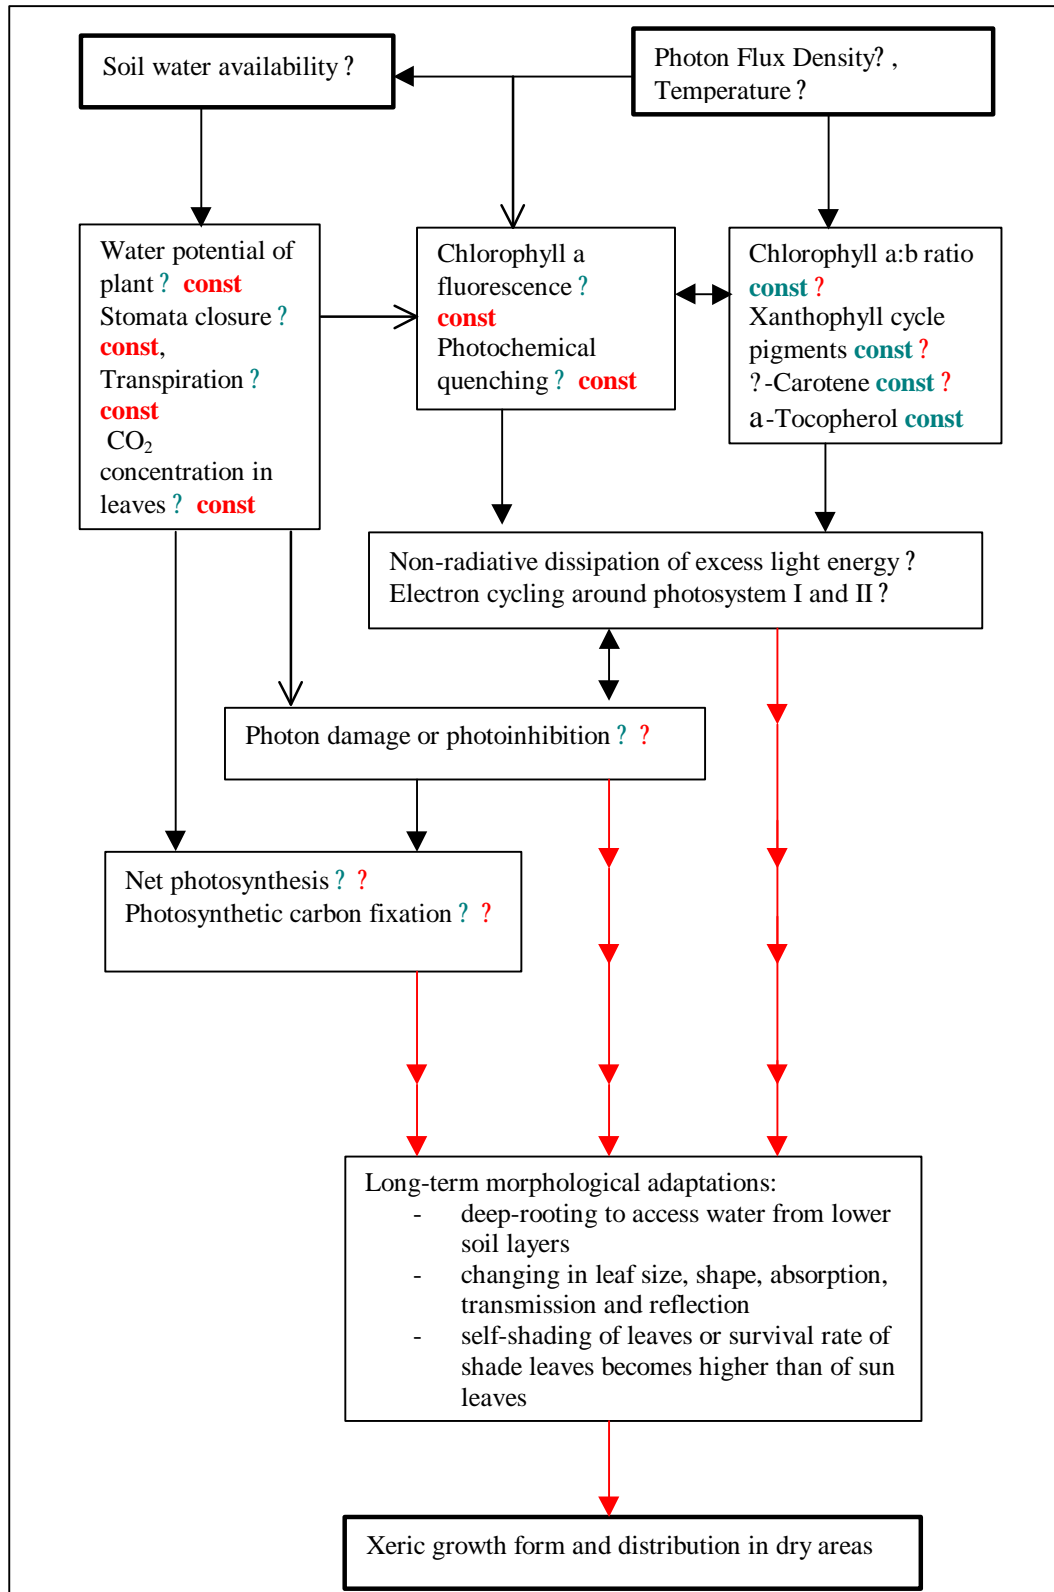 Soil water availability ?
Photon Flux Density? ,
Temperature ?
Water potential of
plant ? const
Stomata closure ?
const,
Transpiration ?
const
CO₂
concentration in
leaves ? const
Chlorophyll a
fluorescence ?
const
Photochemical
quenching ? const
Chlorophyll a:b ratio
const ?
Xanthophyll cycle
pigments const ?
?-Carotene const ?
a-Tocopherol const
Non-radiative dissipation of excess light energy ?
Electron cycling around photosystem I and II ?
Photon damage or photoinhibition ? ?
Net photosynthesis ? ?
Photosynthetic carbon fixation ? ?
Long-term morphological adaptations:
- deep-rooting to access water from lower
soil layers
- changing in leaf size, shape, absorption,
transmission and reflection
- self-shading of leaves or survival rate of
shade leaves becomes higher than of sun
leaves
Xeric growth form and distribution in dry areas